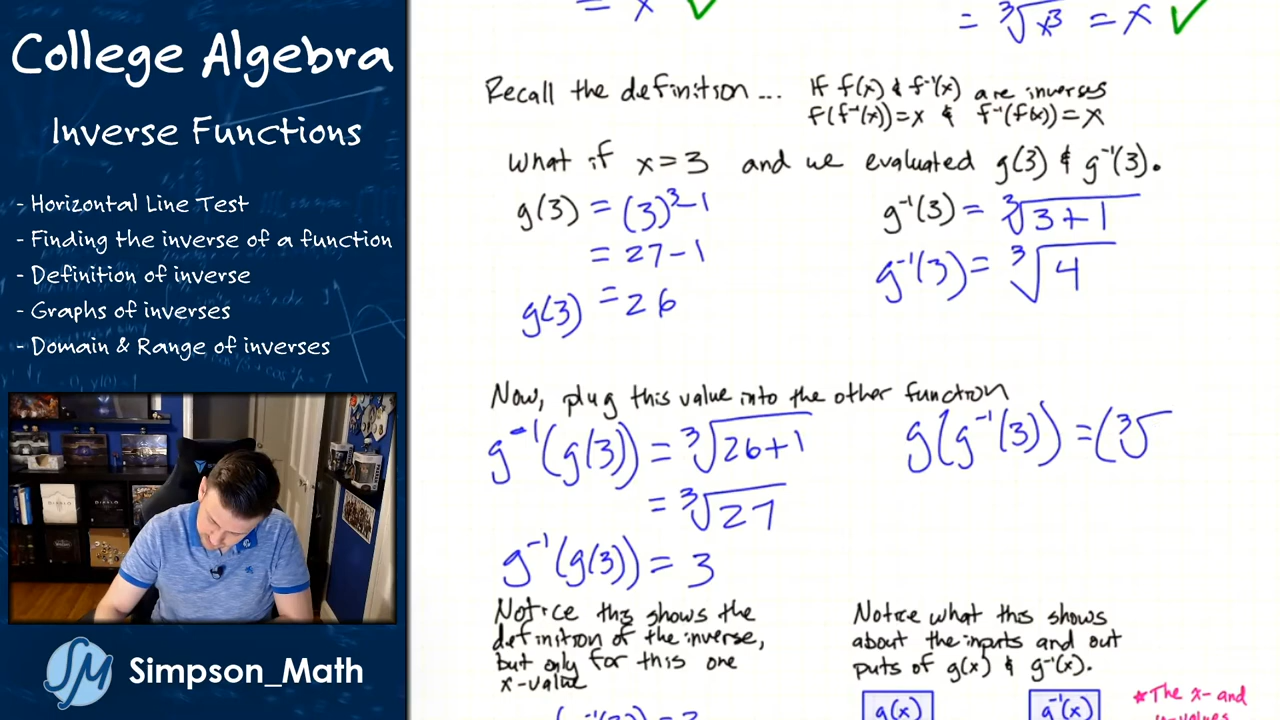 College Algebra
Inverse Functions
- Horizontal Line Test
- Finding the inverse of a function
- Definition of inverse
- Graphs of inverses
- Domain & Range of inverses
SM Simpson_Math
= x ✓
= ∛x³ = x ✓
Recall the definition... If f(x) & f⁻¹(x) are inverses
f(f⁻¹(x))=x & f⁻¹(f(x))=x
What if x=3 and we evaluated g(3) & g⁻¹(3).
g(3) = (3)³-1
= 27-1
g(3) = 26
g⁻¹(3) = ∛3+1
g⁻¹(3) = ∛4
Now, plug this value into the other function
g⁻¹(g(3)) = ∛26+1
= ∛27
g⁻¹(g(3)) = 3
g(g⁻¹(3)) = (∛
Notice this shows the
definition of the inverse,
but only for this one
x-value
Notice what this shows
about the inputs and out
puts of g(x) & g⁻¹(x).
g(x)
g⁻¹(x)
*The x- and
y-values